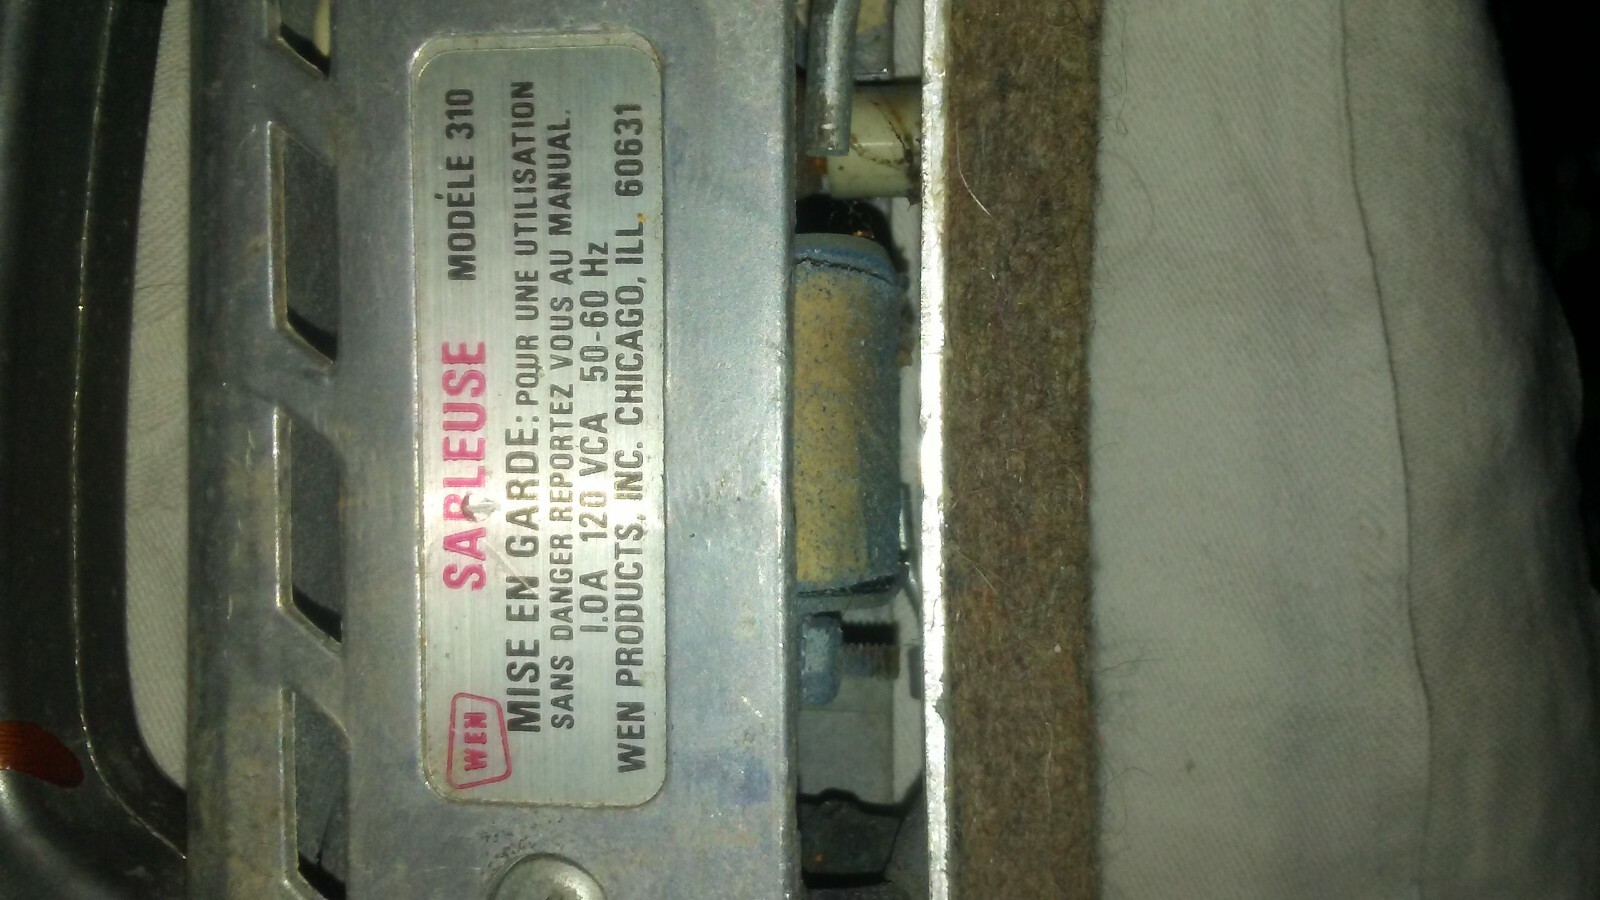 SABLEUSE MODÉLE 310
WEN MISE EN GARDE: POUR UNE UTILISATION
SANS DANGER REPORTEZ VOUS AU MANUAL.
1.0A 120 VCA 50-60 Hz
WEN PRODUCTS, INC. CHICAGO, ILL. 60631